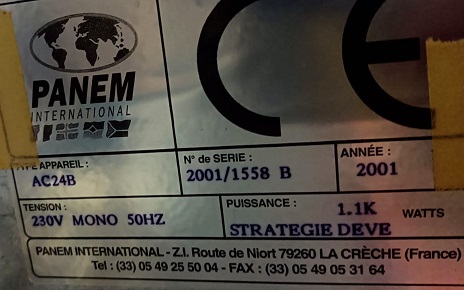 PANEM
INTERNATIONAL
CE
TYPE APPAREIL :
AC24B
N° de SERIE :
2001/1558 B
ANNÉE :
2001
TENSION :
230V MONO 50HZ
PUISSANCE :
1.1K WATTS
STRATEGIE DEVE
PANEM INTERNATIONAL - Z.I. Route de Niort 79260 LA CRÈCHE (France)
Tel : (33) 05 49 25 50 04 - FAX : (33) 05 49 05 31 64